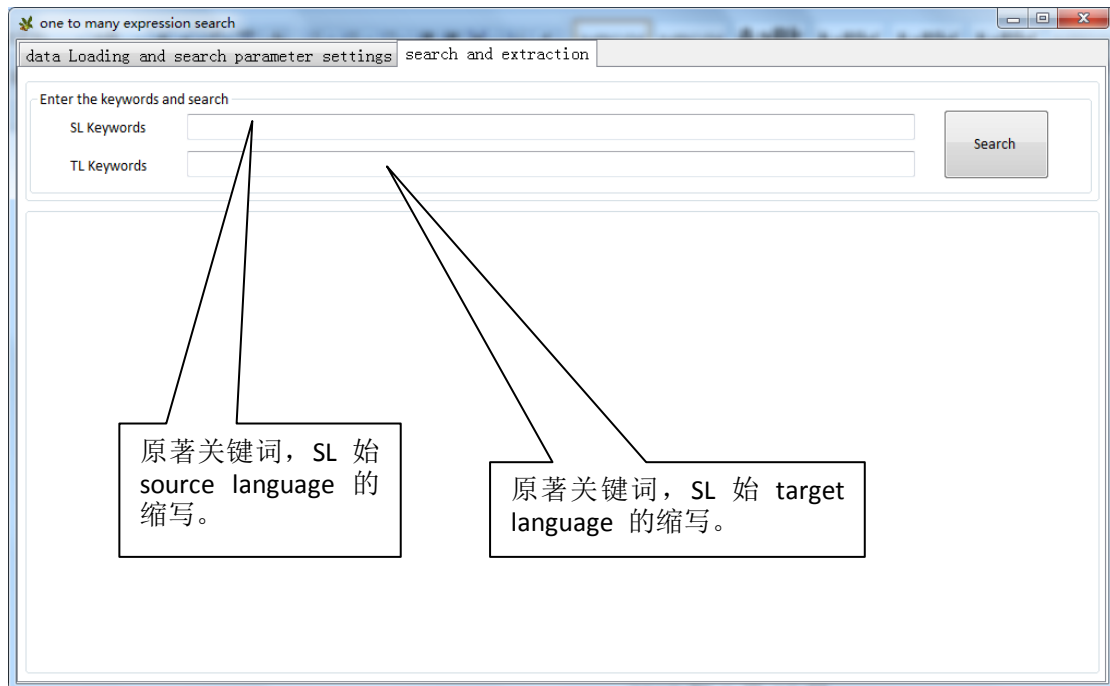 one to many expression search
data Loading and search parameter settings search and extraction
Enter the keywords and search
SL Keywords
Search
TL Keywords
原著关键词，SL 始
source language 的
缩写。
原著关键词，SL 始 target
language 的缩写。